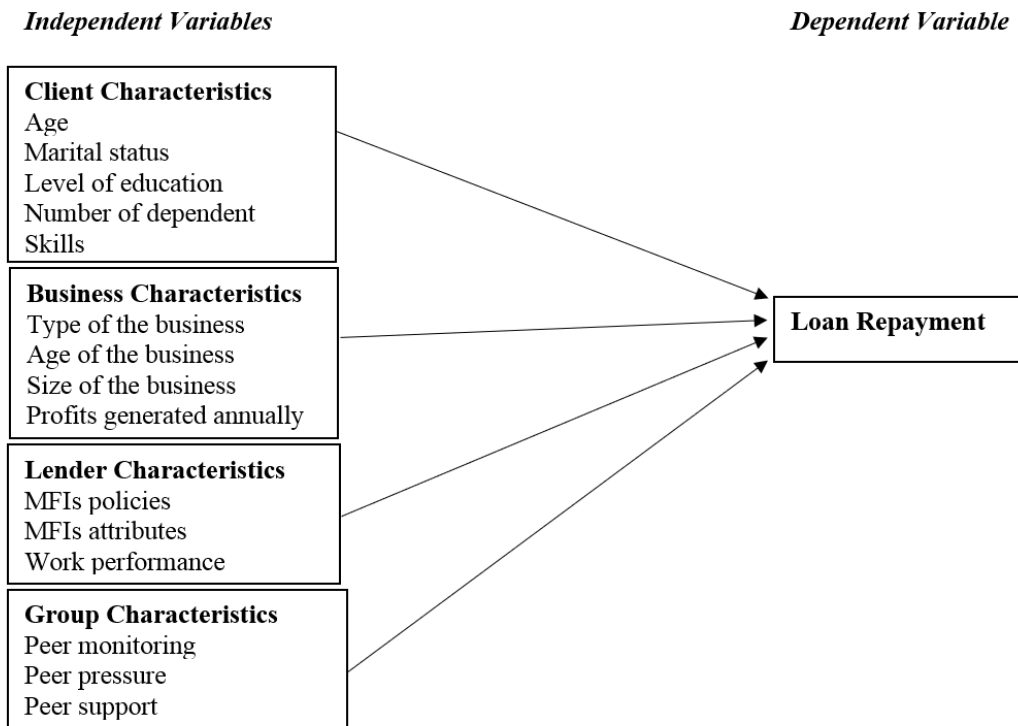 Independent Variables
Dependent Variable
Client Characteristics
Age
Marital status
Level of education
Number of dependent
Skills
Business Characteristics
Type of the business
Age of the business
Size of the business
Profits generated annually
Loan Repayment
Lender Characteristics
MFIs policies
MFIs attributes
Work performance
Group Characteristics
Peer monitoring
Peer pressure
Peer support